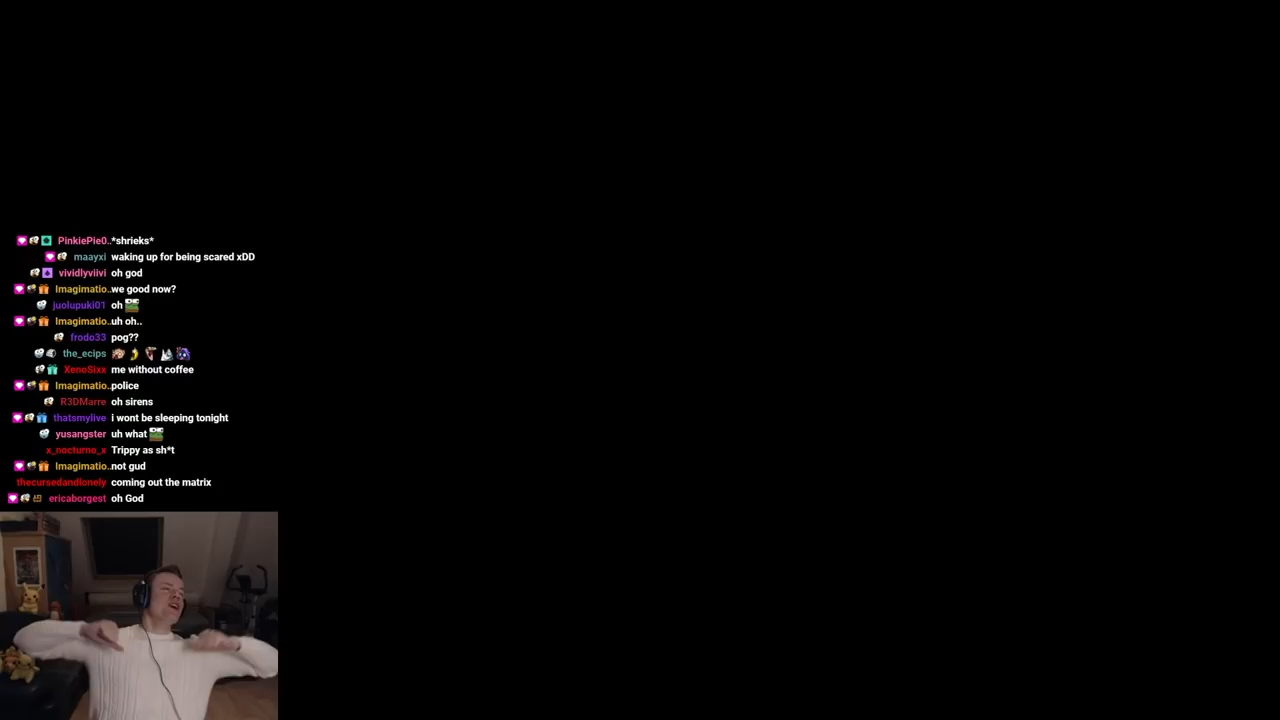 PinkiePie0.. *shrieks*
maayxi waking up for being scared xDD
vividlyviivi oh god
Imagimatio.. we good now?
juolupuki01 oh
Imagimatio.. uh oh..
frodo33 pog??
the_ecips
XenoSixx me without coffee
Imagimatio.. police
R3DMarre oh sirens
thatsmylive i wont be sleeping tonight
yusangster uh what
x_nocturno_x Trippy as sh*t
Imagimatio.. not gud
thecursedandlonely coming out the matrix
ericaborgest oh God